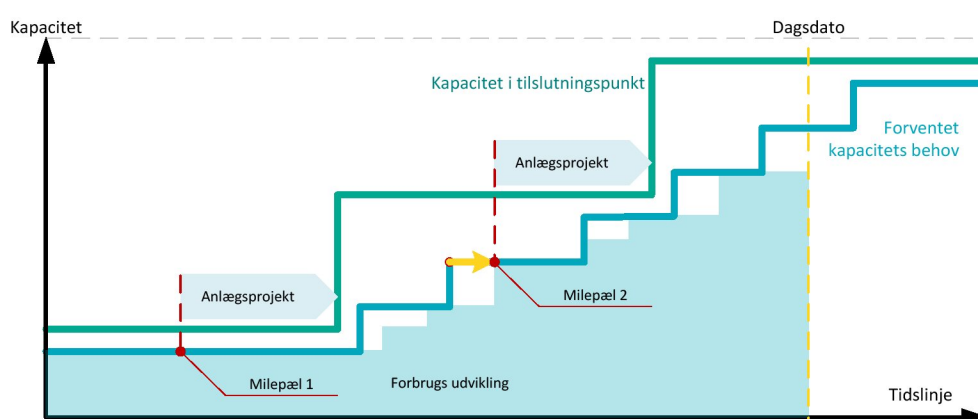 Kapacitet
Dagsdato
Kapacitet i tilslutningspunkt
Forventet
kapacitets behov
Anlægsprojekt
Anlægsprojekt
Milepæl 2
Milepæl 1
Forbrugs udvikling
Tidslinje